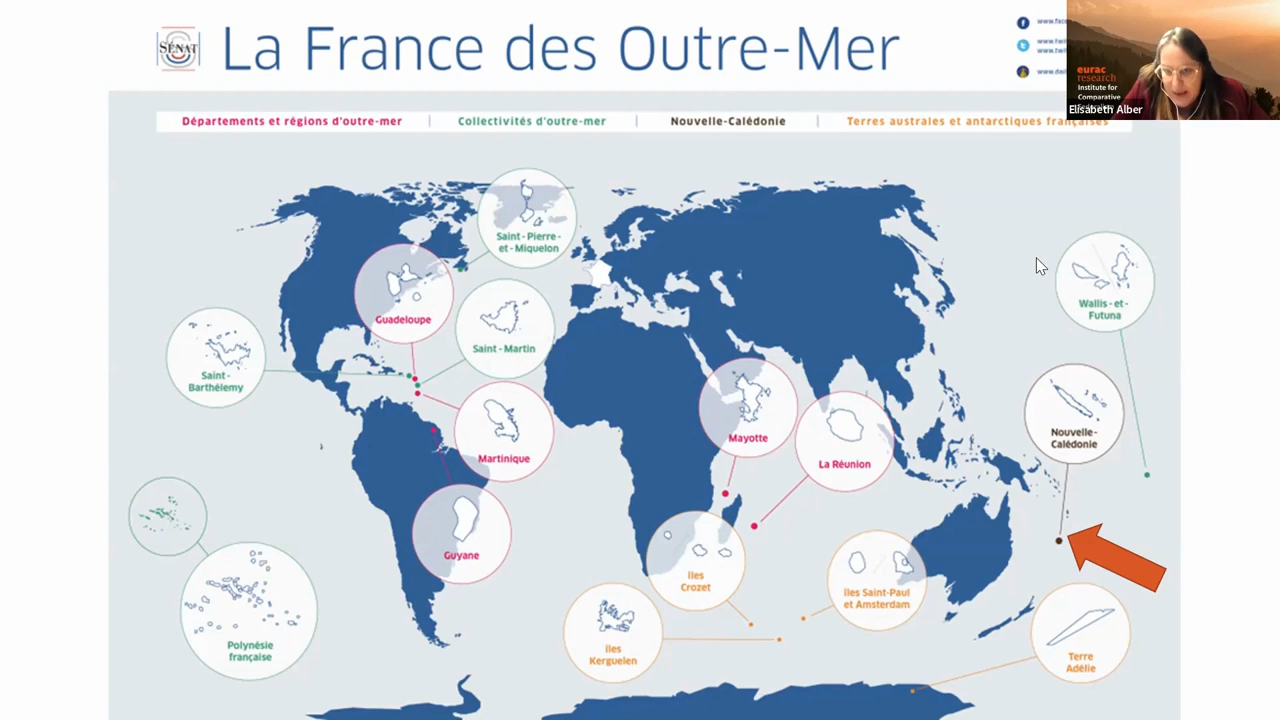 SÉNAT
La France des Outre-Mer
eurac
research
Institute for
Comparative
Elisabeth Alber
Départements et régions d'outre-mer
Collectivités d'outre-mer
Nouvelle-Calédonie
Terres australes et antarctiques françaises
Saint-Pierre-
et-Miquelon
Guadeloupe
Saint-Martin
Saint-
Barthélemy
Martinique
Guyane
Mayotte
La Réunion
Wallis-et-
Futuna
Nouvelle-
Calédonie
Polynésie
française
îles
Crozet
îles Saint-Paul
et Amsterdam
îles
Kerguelen
Terre
Adélie